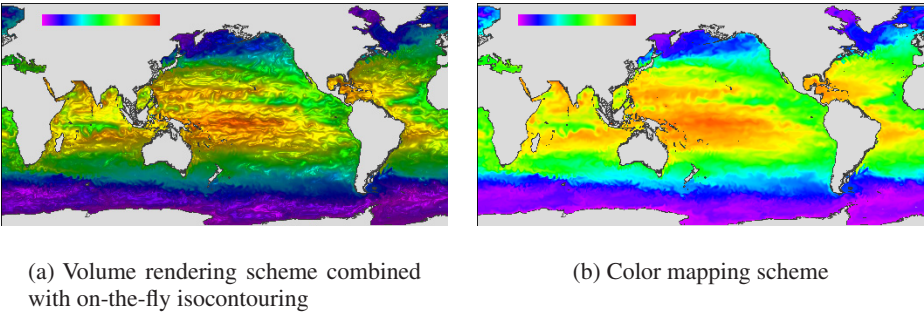 (a) Volume rendering scheme combined
with on-the-fly isocontouring
(b) Color mapping scheme